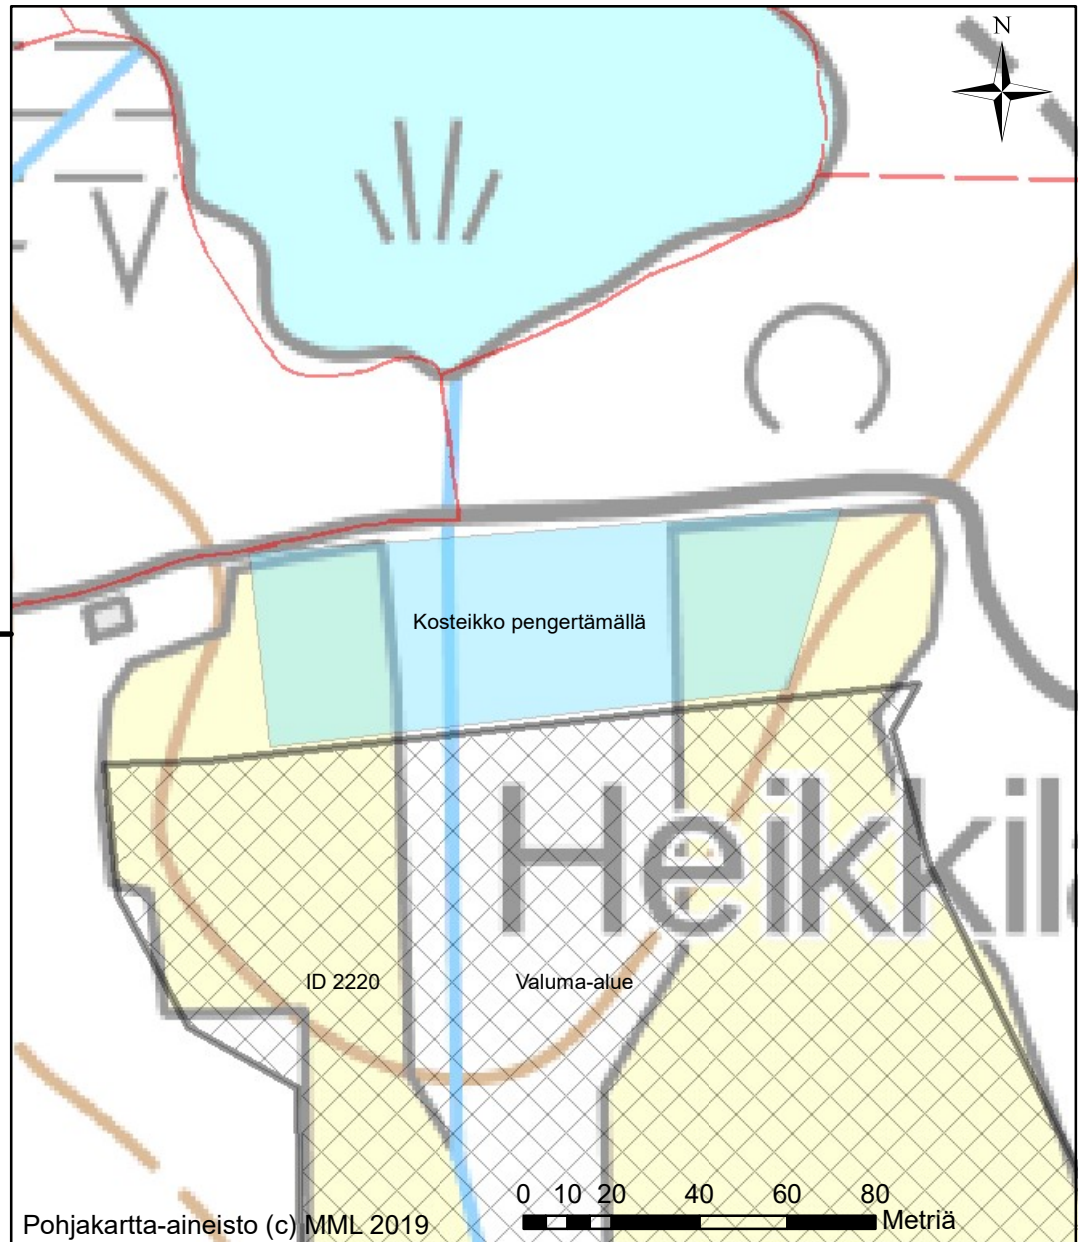 N
Kosteikko pengertämällä
Heikkil
ID 2220
Valuma-alue
0 10 20 40 60 80
Metriä
Pohjakartta-aineisto (c) MML 2019